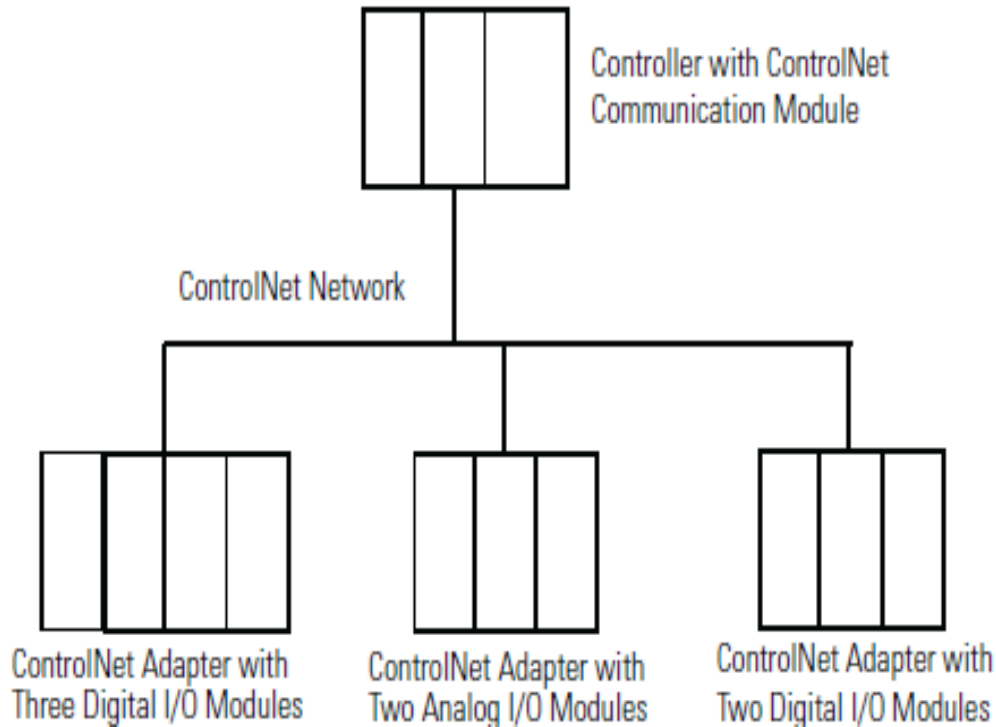 Controller with ControlNet
Communication Module
ControlNet Network
ControlNet Adapter with
Three Digital I/O Modules
ControlNet Adapter with
Two Analog I/O Modules
ControlNet Adapter with
Two Digital I/O Modules